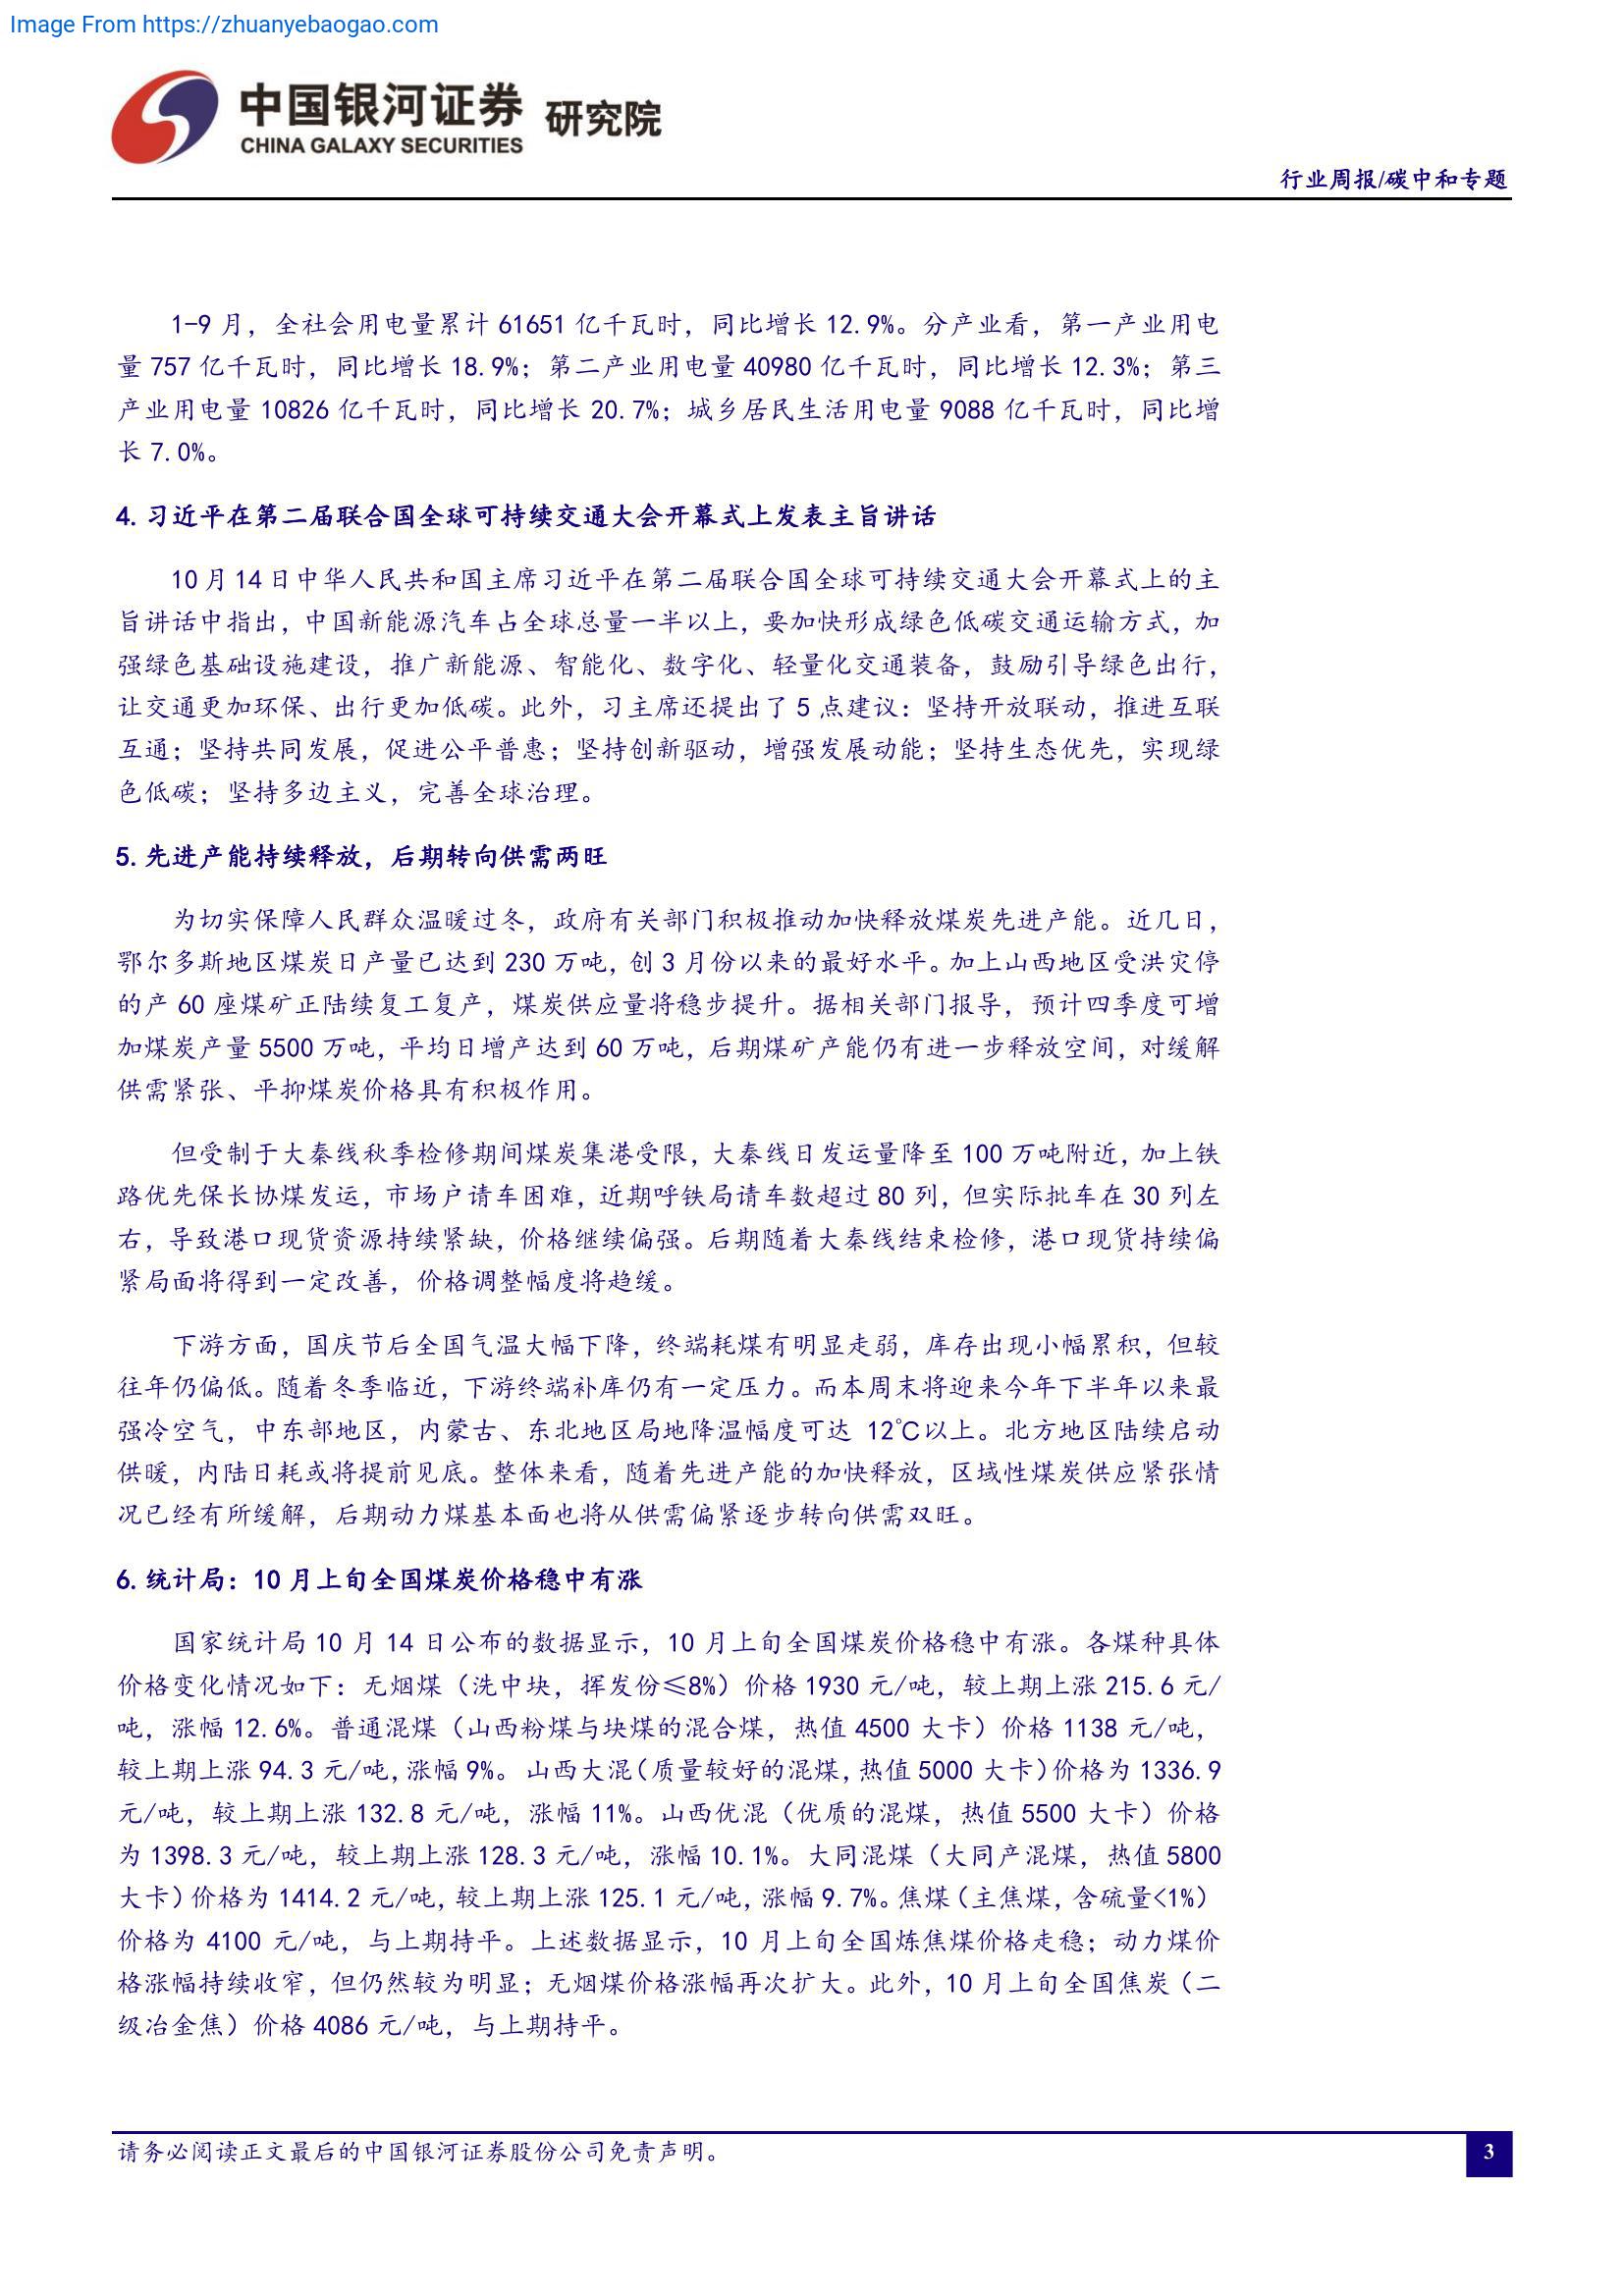 Image From https://zhuanyebaogao.com
中国银河证券 研究院
CHINA GALAXY SECURITIES
行业周报/碳中和专题
1-9 月，全社会用电量累计 61651 亿千瓦时，同比增长 12.9%。分产业看，第一产业用电
量 757 亿千瓦时，同比增长 18.9%；第二产业用电量 40980 亿千瓦时，同比增长 12.3%；第三
产业用电量 10826 亿千瓦时，同比增长 20.7%；城乡居民生活用电量 9088 亿千瓦时，同比增
长 7.0%。
4. 习近平在第二届联合国全球可持续交通大会开幕式上发表主旨讲话
10 月 14 日中华人民共和国主席习近平在第二届联合国全球可持续交通大会开幕式上的主
旨讲话中指出，中国新能源汽车占全球总量一半以上，要加快形成绿色低碳交通运输方式，加
强绿色基础设施建设，推广新能源、智能化、数字化、轻量化交通装备，鼓励引导绿色出行，
让交通更加环保、出行更加低碳。此外，习主席还提出了 5 点建议：坚持开放联动，推进互联
互通；坚持共同发展，促进公平普惠；坚持创新驱动，增强发展动能；坚持生态优先，实现绿
色低碳；坚持多边主义，完善全球治理。
5. 先进产能持续释放，后期转向供需两旺
为切实保障人民群众温暖过冬，政府有关部门积极推动加快释放煤炭先进产能。近几日，
鄂尔多斯地区煤炭日产量已达到 230 万吨，创 3 月份以来的最好水平。加上山西地区受洪灾停
的产 60 座煤矿正陆续复工复产，煤炭供应量将稳步提升。据相关部门报导，预计四季度可增
加煤炭产量 5500 万吨，平均日增产达到 60 万吨，后期煤矿产能仍有进一步释放空间，对缓解
供需紧张、平抑煤炭价格具有积极作用。
但受制于大秦线秋季检修期间煤炭集港受限，大秦线日发运量降至 100 万吨附近，加上铁
路优先保长协煤发运，市场户请车困难，近期呼铁局请车数超过 80 列，但实际批车在 30 列左
右，导致港口现货资源持续紧缺，价格继续偏强。后期随着大秦线结束检修，港口现货持续偏
紧局面将得到一定改善，价格调整幅度将趋缓。
下游方面，国庆节后全国气温大幅下降，终端耗煤有明显走弱，库存出现小幅累积，但较
往年仍偏低。随着冬季临近，下游终端补库仍有一定压力。而本周末将迎来今年下半年以来最
强冷空气，中东部地区，内蒙古、东北地区局地降温幅度可达 12℃以上。北方地区陆续启动
供暖，内陆日耗或将提前见底。整体来看，随着先进产能的加快释放，区域性煤炭供应紧张情
况已经有所缓解，后期动力煤基本面也将从供需偏紧逐步转向供需双旺。
6. 统计局：10 月上旬全国煤炭价格稳中有涨
国家统计局 10 月 14 日公布的数据显示，10 月上旬全国煤炭价格稳中有涨。各煤种具体
价格变化情况如下：无烟煤（洗中块，挥发份≤8%）价格 1930 元/吨，较上期上涨 215.6 元/
吨，涨幅 12.6%。普通混煤（山西粉煤与块煤的混合煤，热值 4500 大卡）价格 1138 元/吨，
较上期上涨 94.3 元/吨，涨幅 9%。山西大混（质量较好的混煤，热值 5000 大卡）价格为 1336.9
元/吨，较上期上涨 132.8 元/吨，涨幅 11%。山西优混（优质的混煤，热值 5500 大卡）价格
为 1398.3 元/吨，较上期上涨 128.3 元/吨，涨幅 10.1%。大同混煤（大同产混煤，热值 5800
大卡）价格为 1414.2 元/吨，较上期上涨 125.1 元/吨，涨幅 9.7%。焦煤（主焦煤，含硫量<1%）
价格为 4100 元/吨，与上期持平。上述数据显示，10 月上旬全国炼焦煤价格走稳；动力煤价
格涨幅持续收窄，但仍然较为明显；无烟煤价格涨幅再次扩大。此外，10 月上旬全国焦炭（二
级冶金焦）价格 4086 元/吨，与上期持平。
请务必阅读正文最后的中国银河证券股份公司免责声明。
3